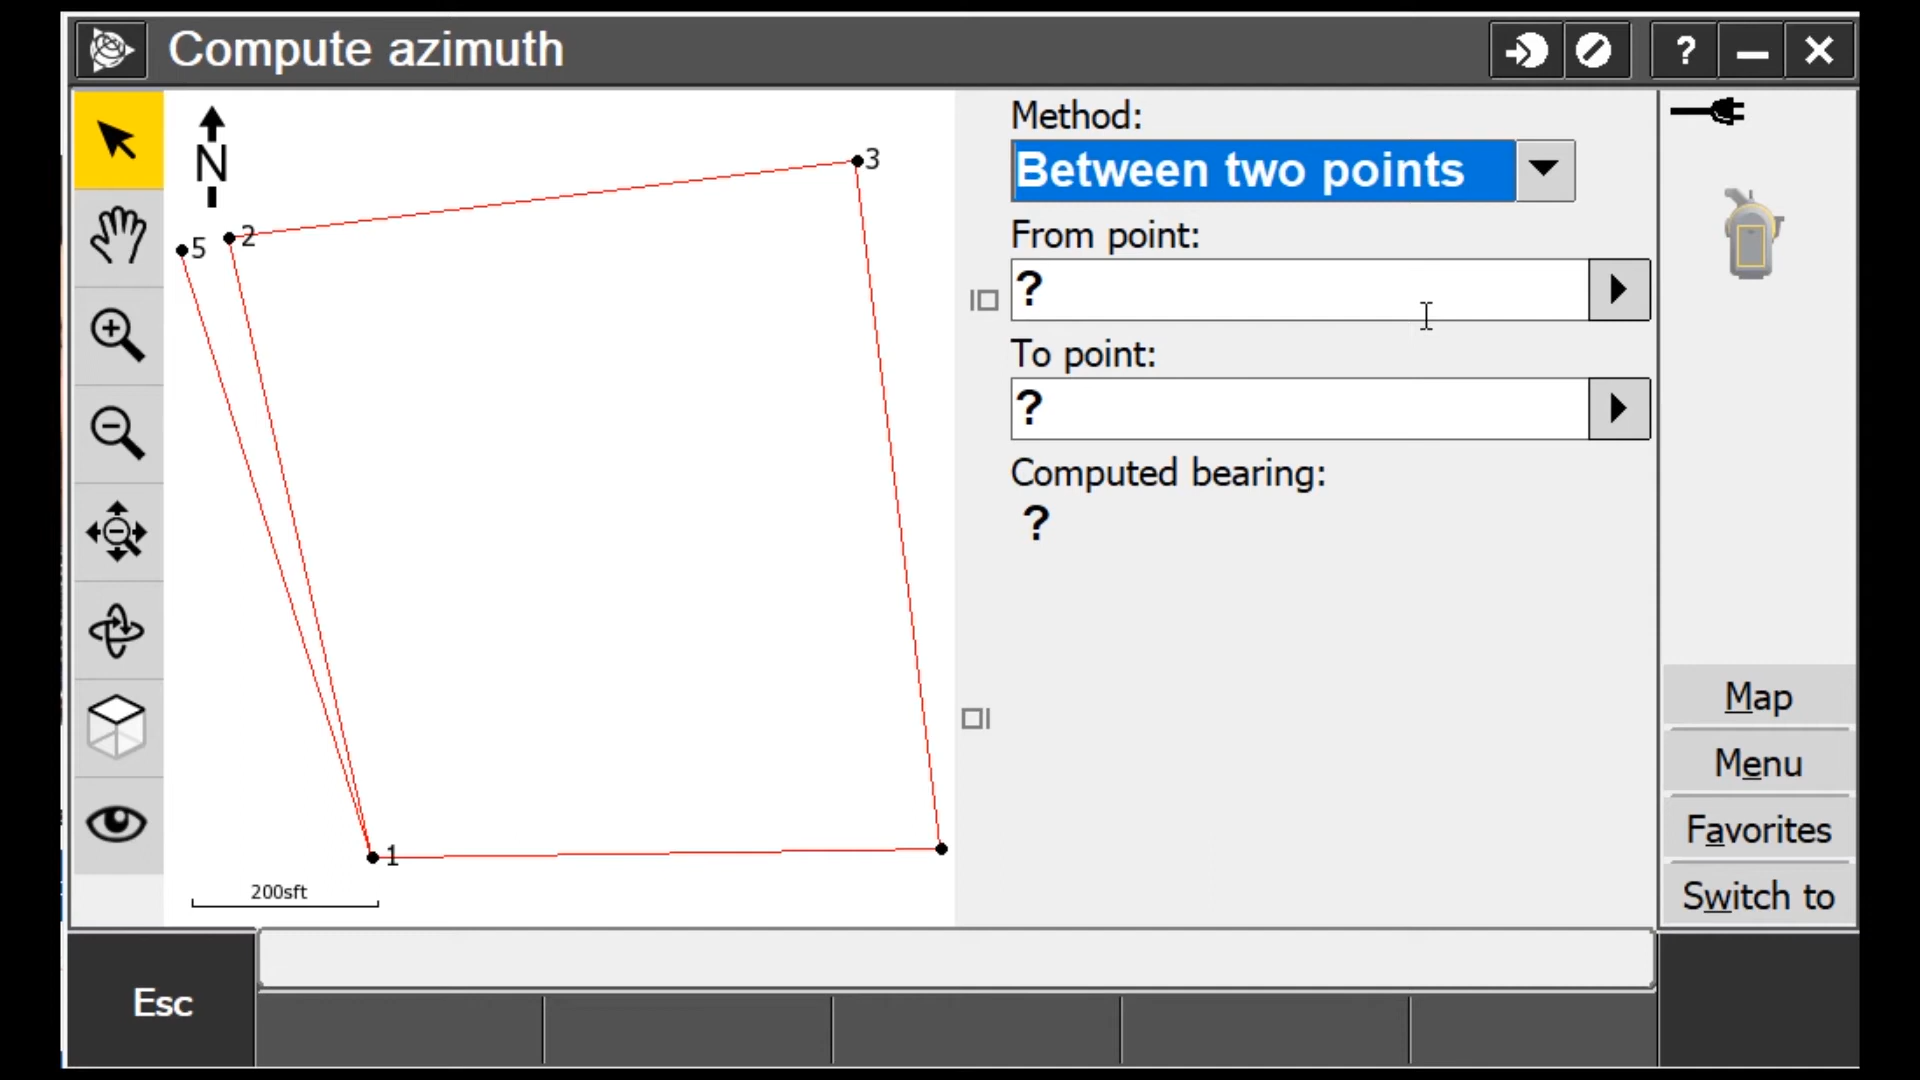 Compute azimuth
?
N
3
5
2
1
200sft
Method:
Between two points
From point:
?
To point:
?
Computed bearing:
?
Map
Menu
Favorites
Switch to
Esc